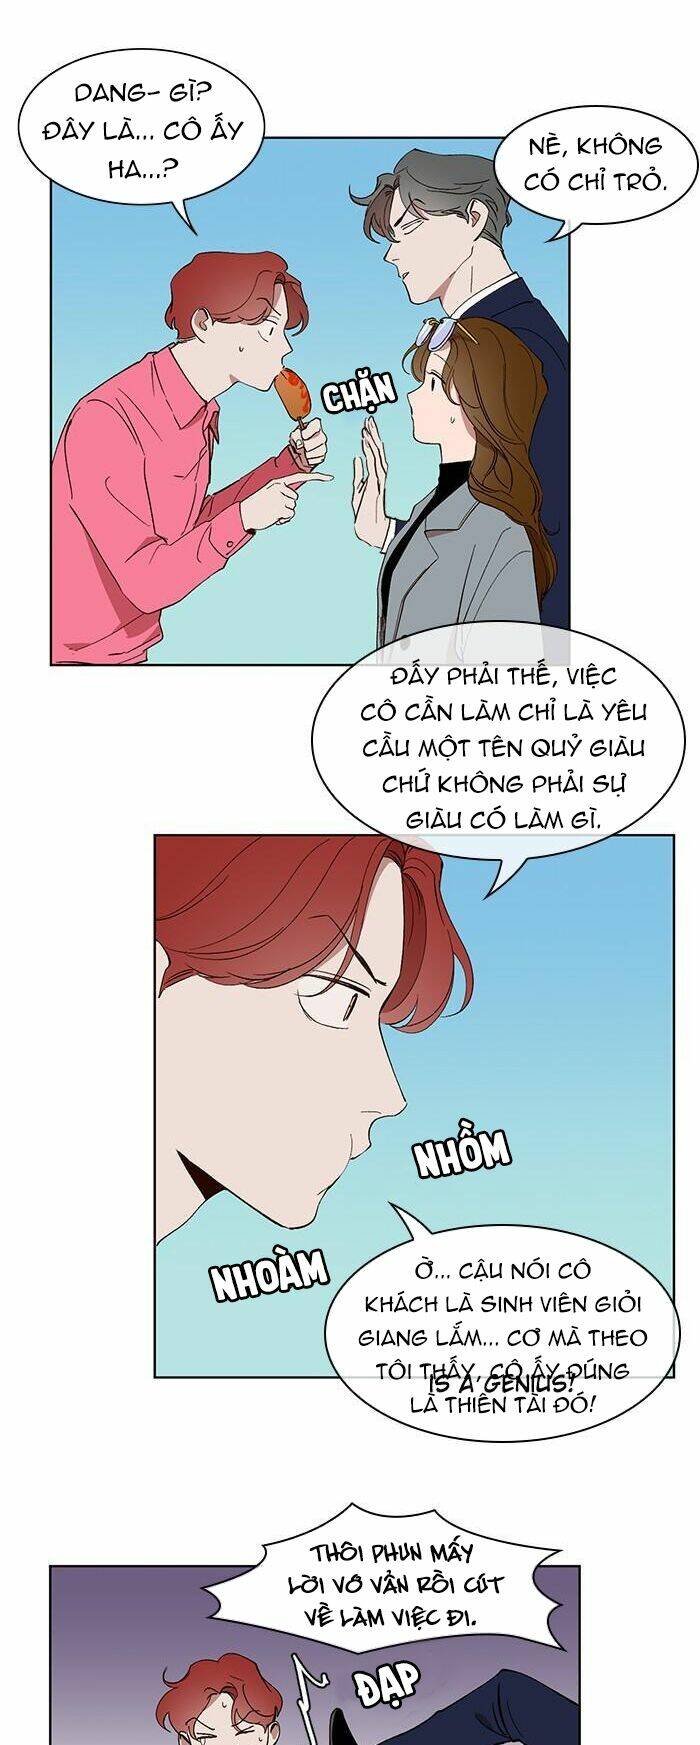 DANG- GÌ?
ĐÂY LÀ... CÔ ẤY
HA...?
NÈ, KHÔNG
CÓ CHỈ TRỎ.
CHẶN
ĐẤY PHẢI THẾ, VIỆC
CÔ CẦN LÀM CHỈ LÀ YÊU
CẦU MỘT TÊN QUỶ GIÀU
CHỨ KHÔNG PHẢI SỰ
GIÀU CÓ LÀM GÌ.
NHỒM
NHOÀM
Ờ... CẬU NÓI CÔ
KHÁCH LÀ SINH VIÊN GIỎI
GIANG LẮM... CƠ MÀ THEO
TÔI THẤY, CÔ ẤY ĐÚNG
IS A GENIUS!
LÀ THIÊN TÀI ĐÓ!
THÔI PHUN MẤY
LỜI VỚ VẨN RỒI CÚT
VỀ LÀM VIỆC ĐI.
ĐẠP